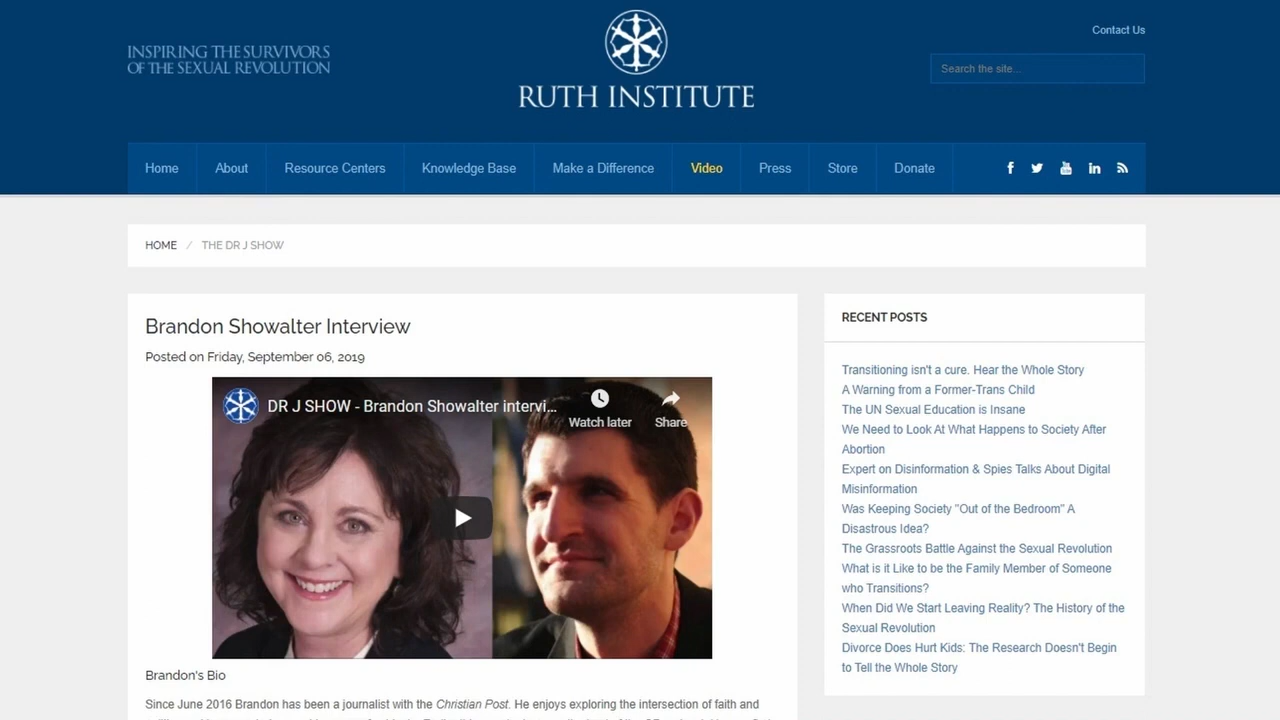 Contact Us
INSPIRING THE SURVIVORS
OF THE SEXUAL REVOLUTION
Search the site...
RUTH INSTITUTE
Home About Resource Centers Knowledge Base Make a Difference Video Press Store Donate
HOME / THE DR J SHOW
Brandon Showalter Interview
Posted on Friday, September 06, 2019
DR J SHOW - Brandon Showalter intervi...
Watch later Share
Brandon's Bio
Since June 2016 Brandon has been a journalist with the Christian Post. He enjoys exploring the intersection of faith and
RECENT POSTS
Transitioning isn't a cure. Hear the Whole Story
A Warning from a Former-Trans Child
The UN Sexual Education is Insane
We Need to Look At What Happens to Society After
Abortion
Expert on Disinformation & Spies Talks About Digital
Misinformation
Was Keeping Society "Out of the Bedroom" A
Disastrous Idea?
The Grassroots Battle Against the Sexual Revolution
What is it Like to be the Family Member of Someone
who Transitions?
When Did We Start Leaving Reality? The History of the
Sexual Revolution
Divorce Does Hurt Kids: The Research Doesn't Begin
to Tell the Whole Story